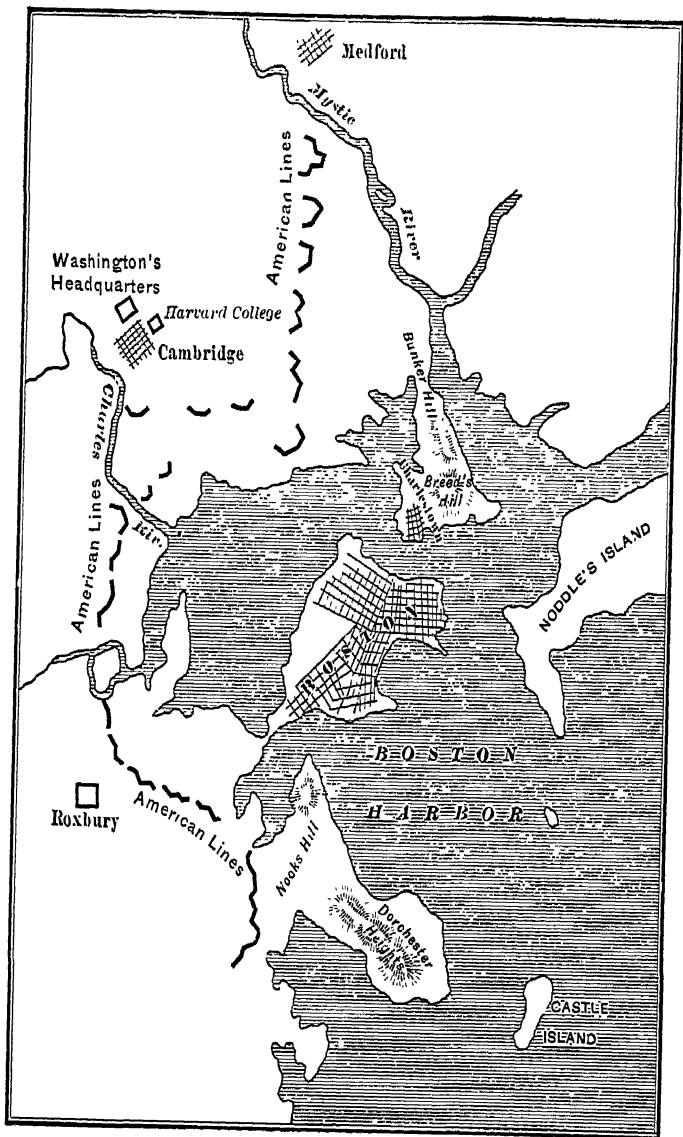 Medford
Mystic
River
American Lines
Washington's
Headquarters
Harvard College
Cambridge
Bunker Hill
Charles
Riv.
Charlestown
Breed's
Hill
American Lines
NODDLE'S ISLAND
BOSTON
BOSTON
HARBOR
Roxbury
American Lines
Nooks Hill
Dorchester
Heights
CASTLE
ISLAND